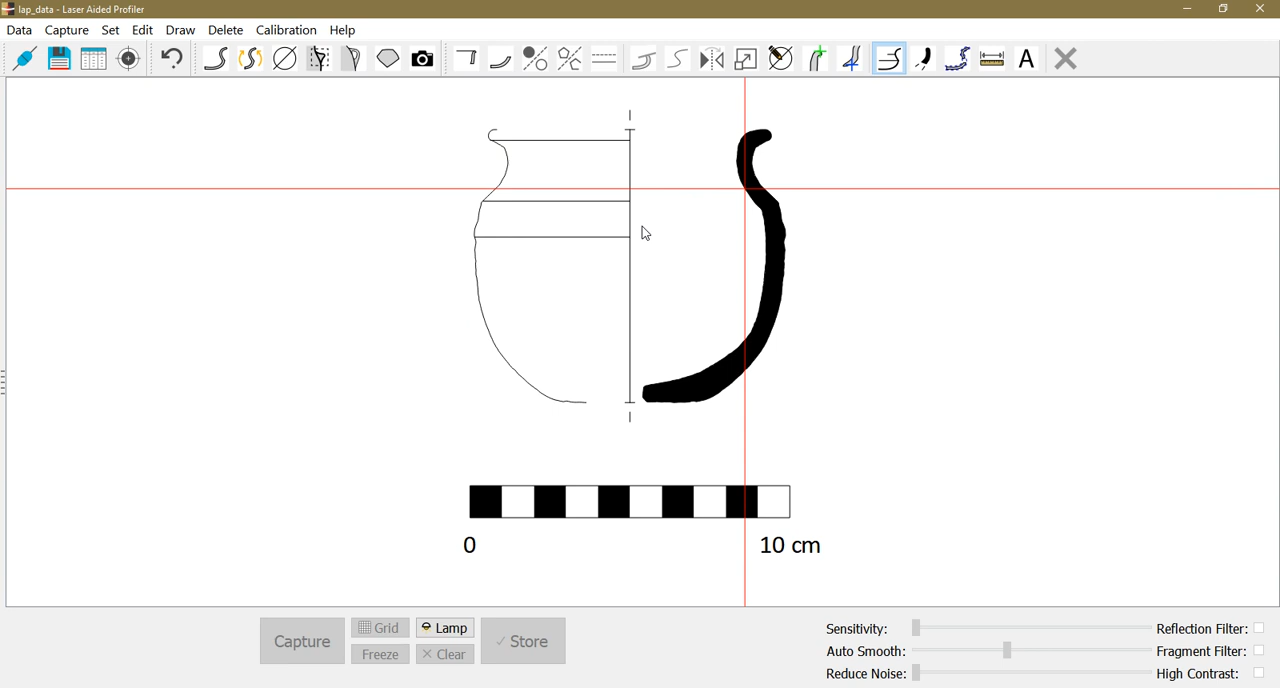 lap_data - Laser Aided Profiler
Data Capture Set Edit Draw Delete Calibration Help
A
0 10 cm
Capture Grid Lamp Store
Freeze Clear
Sensitivity: Reflection Filter:
Auto Smooth: Fragment Filter:
Reduce Noise: High Contrast: